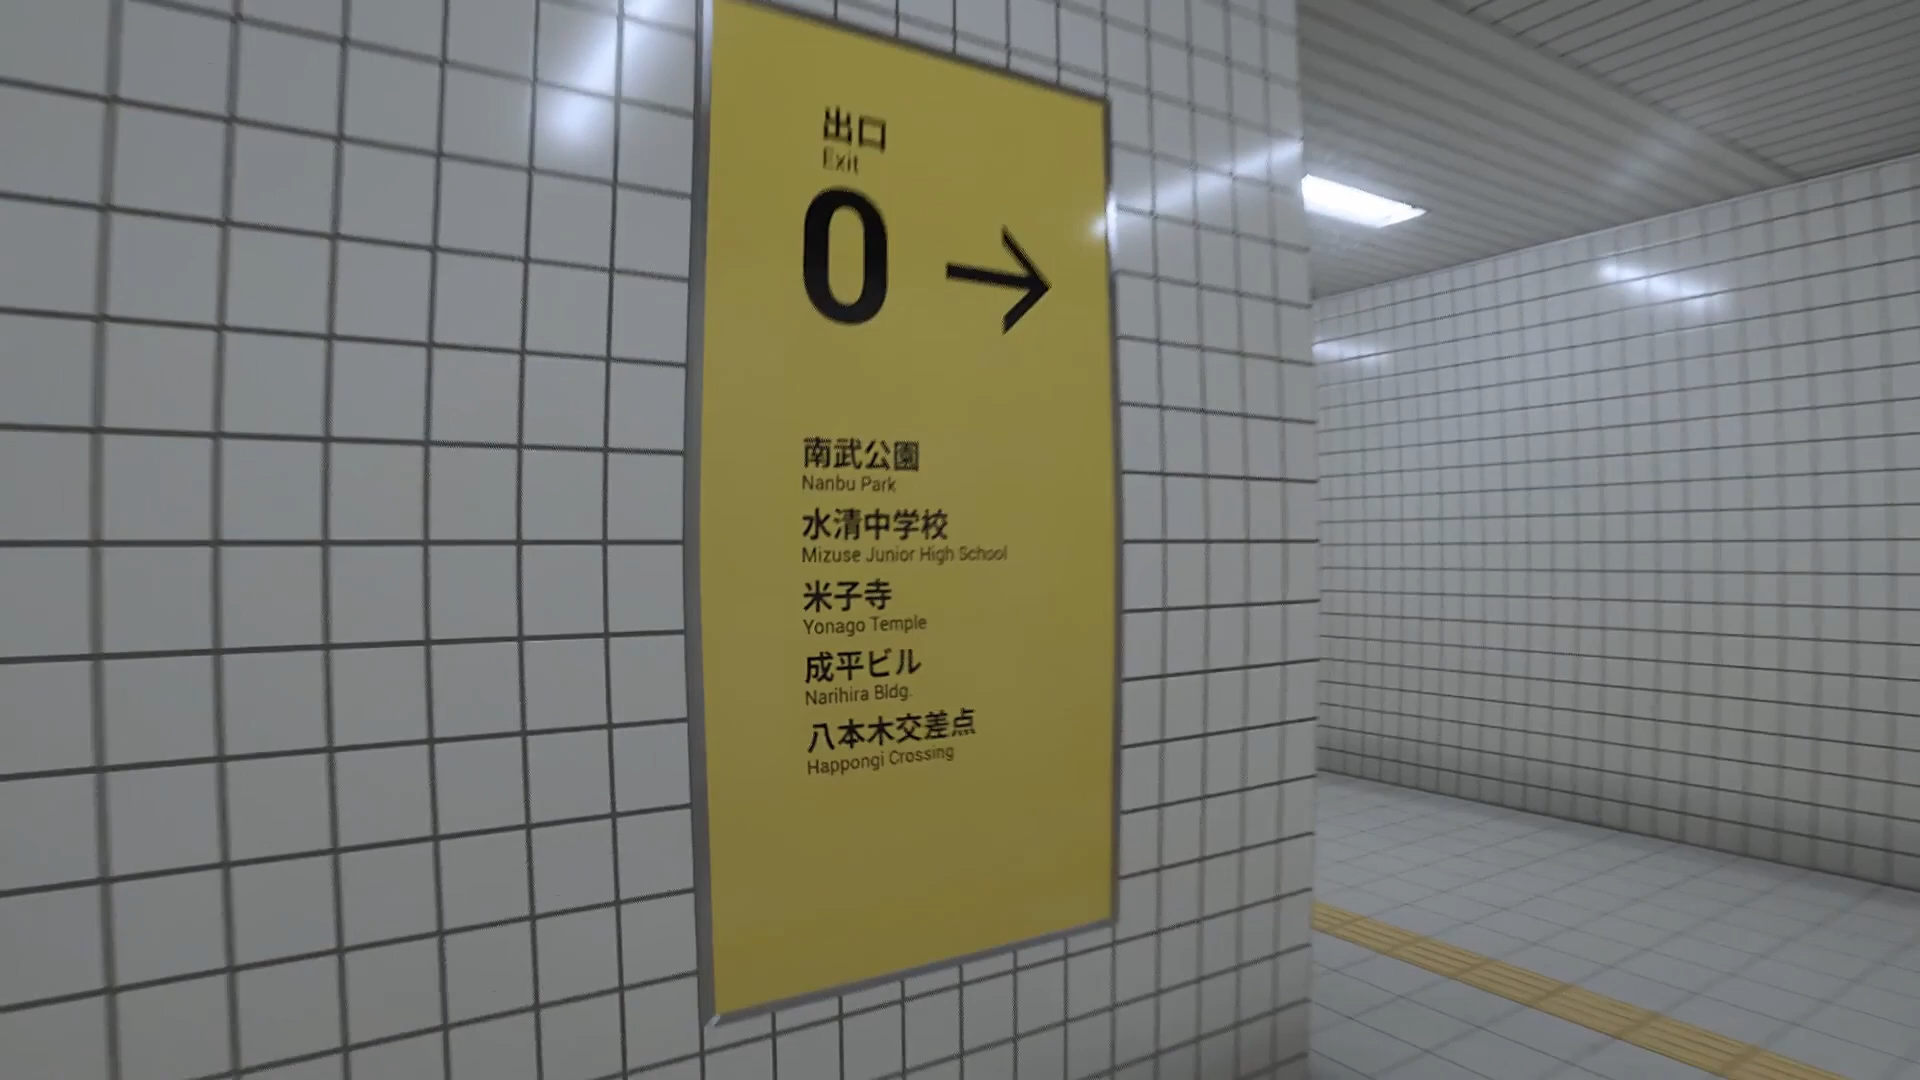 出口
Exit
0 →
南武公園
Nanbu Park
水清中学校
Mizuse Junior High School
米子寺
Yonago Temple
成平ビル
Narihira Bldg.
八本木交差点
Happongi Crossing